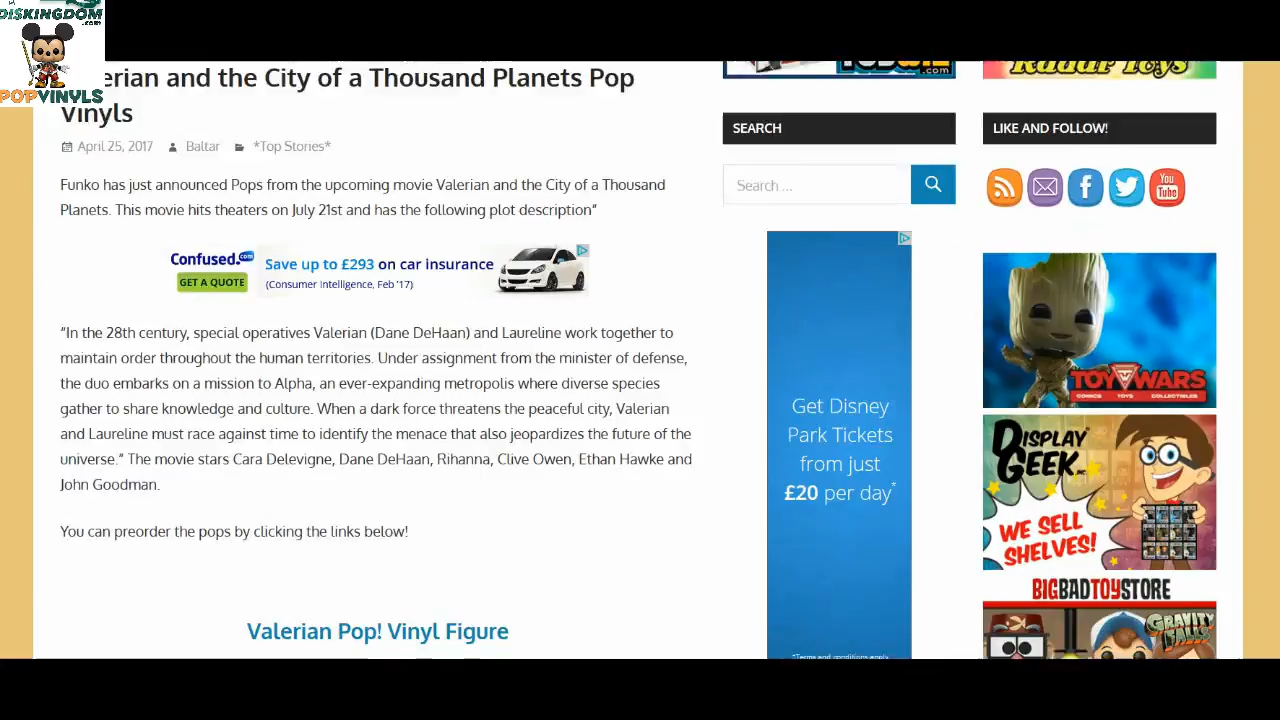 DISKINGDOM
.com
POPVINYLS
erian and the City of a Thousand Planets Pop
Vinyls
April 25, 2017 Baltar *Top Stories*
Funko has just announced Pops from the upcoming movie Valerian and the City of a Thousand
Planets. This movie hits theaters on July 21st and has the following plot description"
Confused.com
GET A QUOTE
Save up to £293 on car insurance
(Consumer Intelligence, Feb '17)
"In the 28th century, special operatives Valerian (Dane DeHaan) and Laureline work together to
maintain order throughout the human territories. Under assignment from the minister of defense,
the duo embarks on a mission to Alpha, an ever-expanding metropolis where diverse species
gather to share knowledge and culture. When a dark force threatens the peaceful city, Valerian
and Laureline must race against time to identify the menace that also jeopardizes the future of the
universe." The movie stars Cara Delevigne, Dane DeHaan, Rihanna, Clive Owen, Ethan Hawke and
John Goodman.
You can preorder the pops by clicking the links below!
Valerian Pop! Vinyl Figure
.com
SEARCH
Search ...
Get Disney
Park Tickets
from just
£20 per day*
*Terms and conditions apply
Radar Toys
LIKE AND FOLLOW!
You
Tube
TOY WARS
COMICS TOYS COLLECTIBLES
DISPLAY
GEEK
WE SELL
SHELVES!
BIGBADTOYSTORE
GRAVITY
FALLS